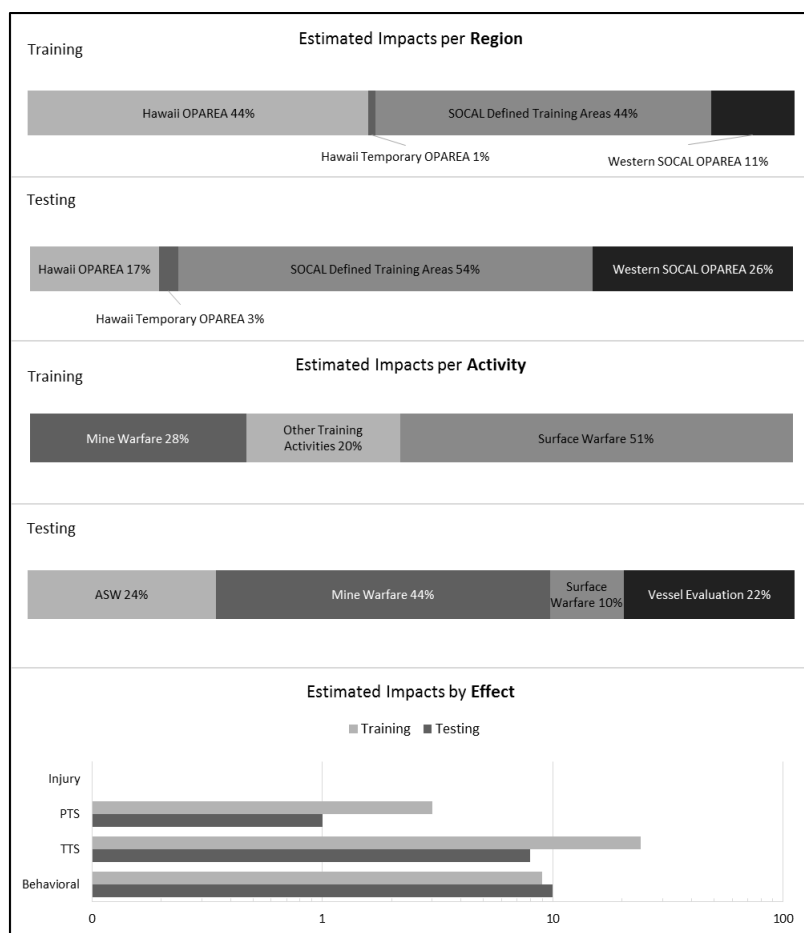 Estimated Impacts per Region
Training
Hawaii OPAREA 44%
SOCAL Defined Training Areas 44%
Hawaii Temporary OPAREA 1%
Western SOCAL OPAREA 11%
Testing
Hawaii OPAREA 17%
SOCAL Defined Training Areas 54%
Western SOCAL OPAREA 26%
Hawaii Temporary OPAREA 3%
Estimated Impacts per Activity
Training
Mine Warfare 28%
Other Training
Activities 20%
Surface Warfare 51%
Testing
ASW 24%
Mine Warfare 44%
Surface
Warfare 10%
Vessel Evaluation 22%
Estimated Impacts by Effect
Training Testing
Injury
PTS
TTS
Behavioral
0 1 10 100